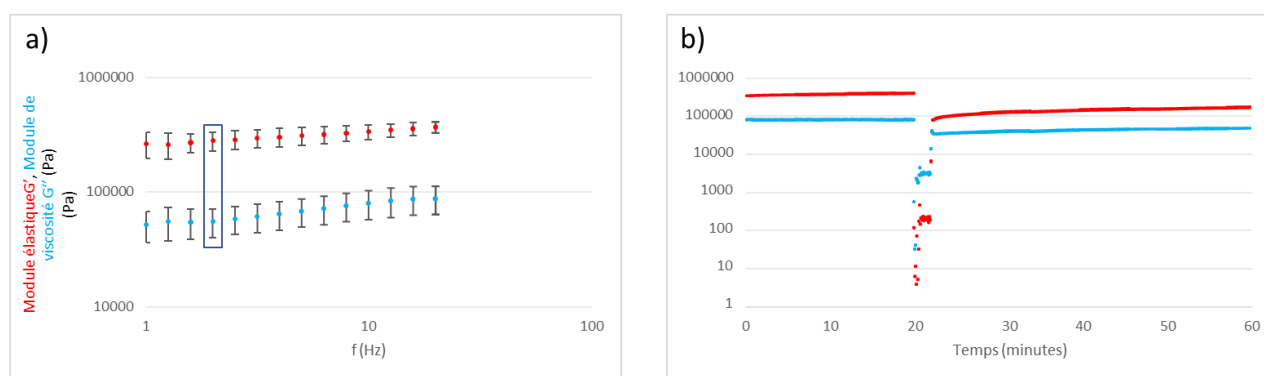 a)
1000000
100000
10000
1
10
100
f (Hz)
Module élastiqueG', Module de
viscosité G'' (Pa)
(Pa)
b)
1000000
100000
10000
1000
100
10
1
0
10
20
30
40
50
60
Temps (minutes)